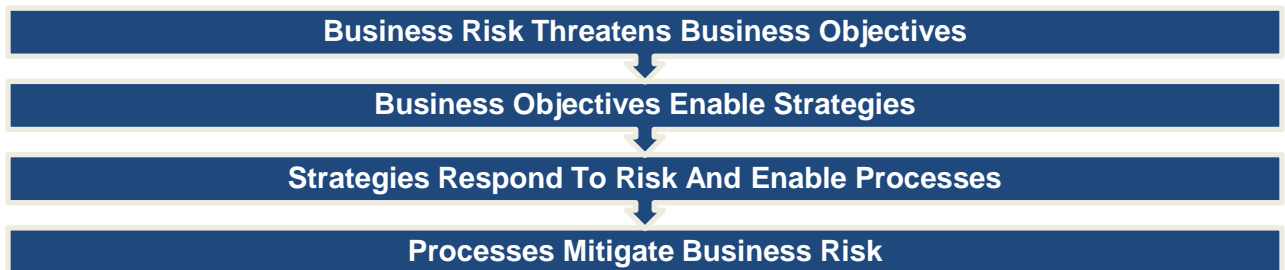 Business Risk Threatens Business Objectives
Business Objectives Enable Strategies
Strategies Respond To Risk And Enable Processes
Processes Mitigate Business Risk